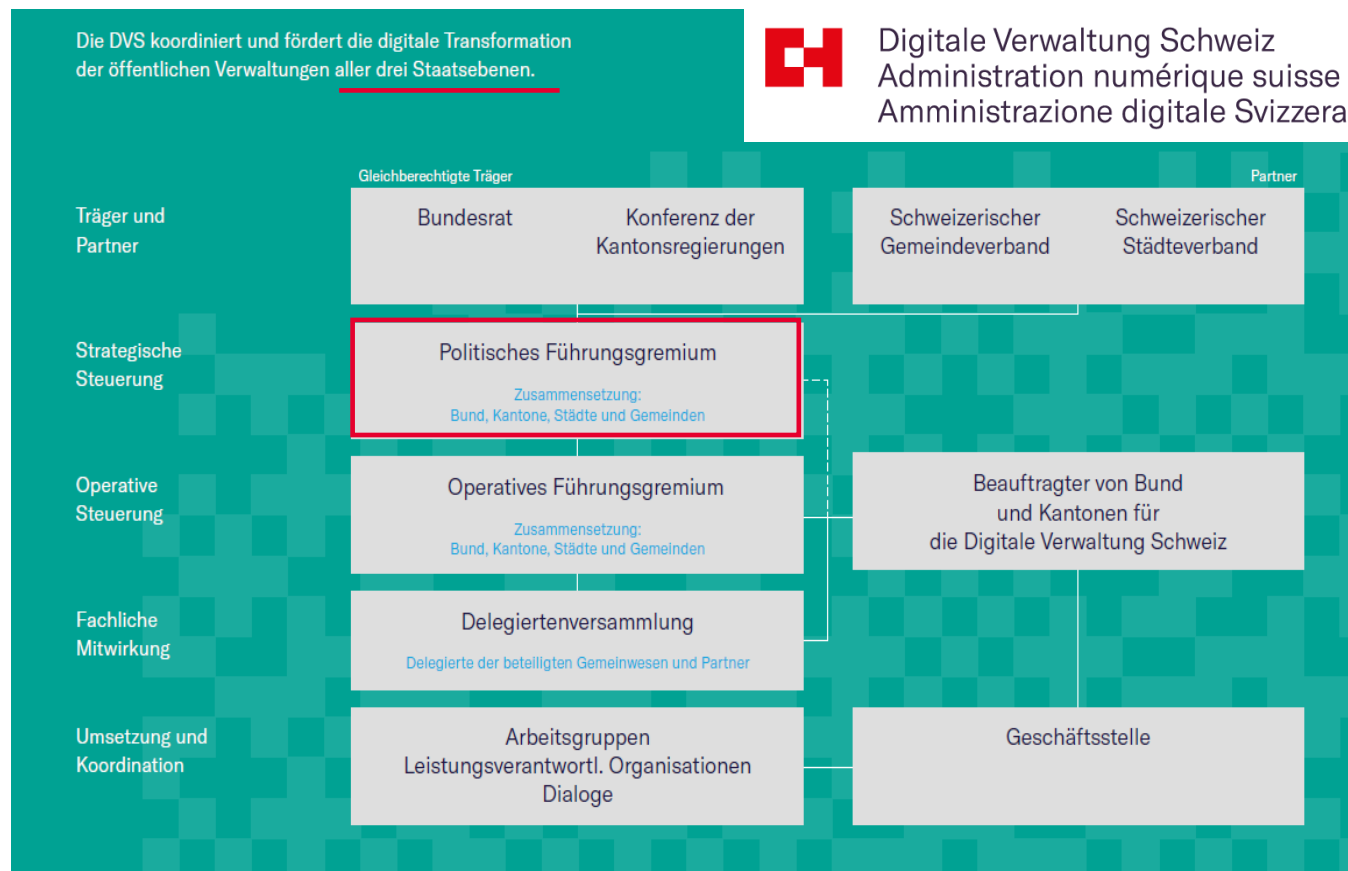 Die DVS koordiniert und fördert die digitale Transformation
der öffentlichen Verwaltungen aller drei Staatsebenen.
Digitale Verwaltung Schweiz
Administration numérique suisse
Amministrazione digitale Svizzera
Gleichberechtigte Träger
Partner
Träger und
Partner
Bundesrat
Konferenz der
Kantonsregierungen
Schweizerischer
Gemeindeverband
Schweizerischer
Städteverband
Strategische
Steuerung
Politisches Führungsgremium
Zusammensetzung:
Bund, Kantone, Städte und Gemeinden
Operative
Steuerung
Operatives Führungsgremium
Zusammensetzung:
Bund, Kantone, Städte und Gemeinden
Beauftragter von Bund
und Kantonen für
die Digitale Verwaltung Schweiz
Fachliche
Mitwirkung
Delegiertenversammlung
Delegierte der beteiligten Gemeinwesen und Partner
Umsetzung und
Koordination
Arbeitsgruppen
Leistungsverantwortl. Organisationen
Dialoge
Geschäftsstelle